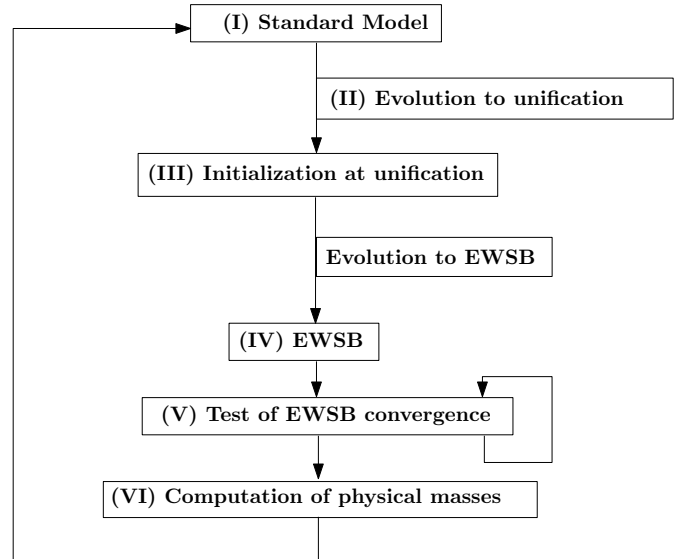 (I) Standard Model
(II) Evolution to unification
(III) Initialization at unification
Evolution to EWSB
(IV) EWSB
(V) Test of EWSB convergence
(VI) Computation of physical masses